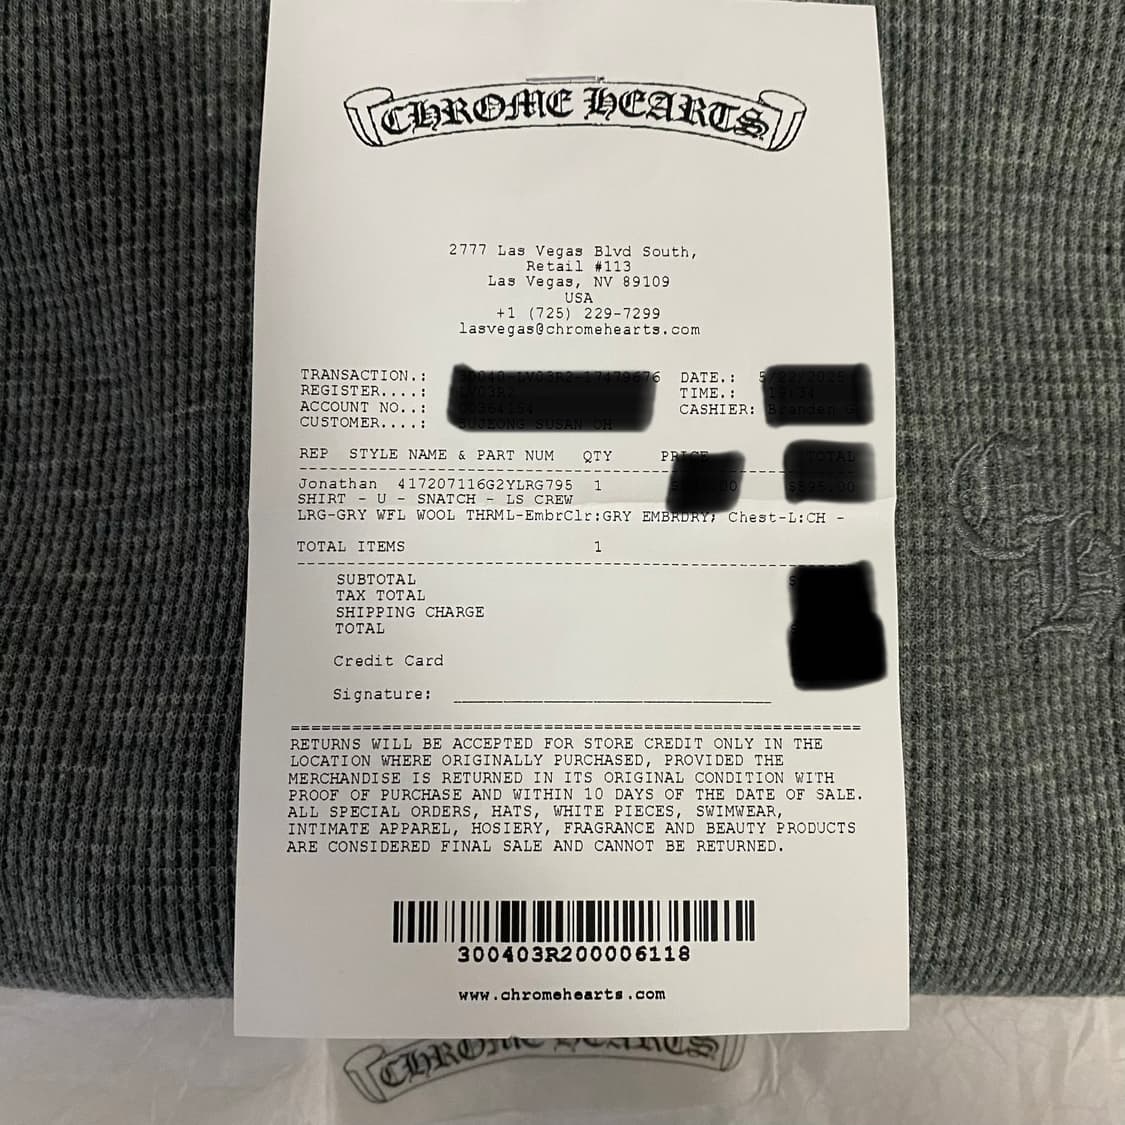 CHROME HEARTS
2777 Las Vegas Blvd South,
Retail #113
Las Vegas, NV 89109
USA
+1 (725) 229-7299
lasvegas@chromehearts.com
TRANSACTION.: DATE.:
REGISTER....: TIME.:
ACCOUNT NO..: CASHIER:
CUSTOMER....:
REP STYLE NAME & PART NUM QTY PRICE TOTAL
Jonathan 417207116G2YLRG795 1
SHIRT - U - SNATCH - LS CREW
LRG-GRY WFL WOOL THRML-EmbrClr:GRY EMBRDRY; Chest-L:CH -
TOTAL ITEMS 1
SUBTOTAL
TAX TOTAL
SHIPPING CHARGE
TOTAL
Credit Card
Signature:
RETURNS WILL BE ACCEPTED FOR STORE CREDIT ONLY IN THE
LOCATION WHERE ORIGINALLY PURCHASED, PROVIDED THE
MERCHANDISE IS RETURNED IN ITS ORIGINAL CONDITION WITH
PROOF OF PURCHASE AND WITHIN 10 DAYS OF THE DATE OF SALE.
ALL SPECIAL ORDERS, HATS, WHITE PIECES, SWIMWEAR,
INTIMATE APPAREL, HOSIERY, FRAGRANCE AND BEAUTY PRODUCTS
ARE CONSIDERED FINAL SALE AND CANNOT BE RETURNED.
300403R200006118
www.chromehearts.com
CHROME HEARTS
CH